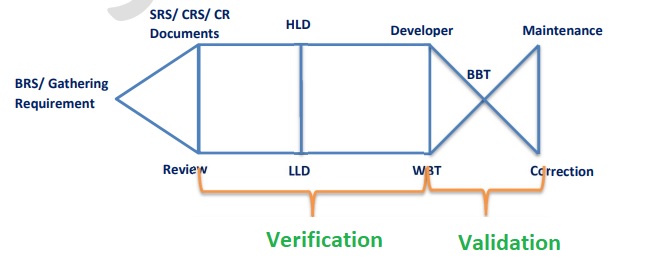 SRS/ CRS/ CR
Documents
HLD
Developer
Maintenance
BRS/ Gathering
Requirement
BBT
Review
LLD
WBT
Correction
Verification
Validation